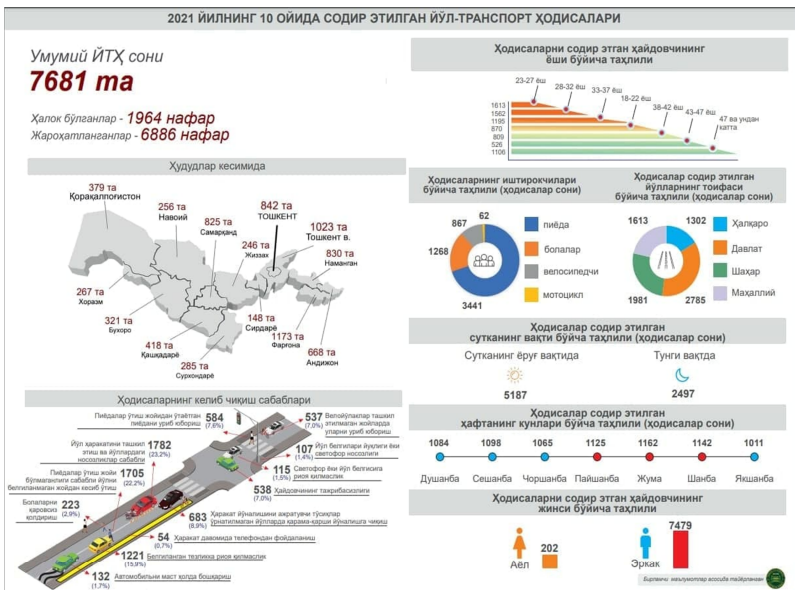 2021 ЙИЛНИНГ 10 ОЙИДА СОДИР ЭТИЛГАН ЙЎЛ-ТРАНСПОРТ ҲОДИСАЛАРИ
Умумий ЙТҲ сони
7681 та
Ҳалок бўлганлар - 1964 нафар
Жароҳатланганлар - 6886 нафар
Ҳудудлар кесимида
379 та
Қорақалпоғистон
256 та
Навоий
825 та
Самарқанд
842 та
ТОШКЕНТ
1023 та
Тошкент в.
246 та
Жиззах
830 та
Наманган
267 та
Хоразм
321 та
Бухоро
418 та
Қашқадарё
285 та
Сурхондарё
148 та
Сирдарё
1173 та
Фарғона
668 та
Андижон
Ҳодисаларнинг келиб чиқиш сабаблари
Пиёдалар ўтиш жойидан ўтаётган
пиёдани уриб юбориш
584
(7,6%)
Йўл ҳаракатини ташкил
этиш ва йўллардаги
носозликлар сабабли
1782
(23,2%)
Пиёдалар ўтиш жойи
бўлмаганлиги сабабли йўлни
белгиланмаган жойдан кесиб ўтиш
1705
(22,2%)
Болаларни
қаровсиз
қолдириш
223
(2,9%)
537
(7,0%)
Велойўлаклар ташкил
этилмаган жойларда
уларни уриб юбориш
107
(1,4%)
Йўл белгилари йуқлиги ёки
светофор носозлиги
115
(1,5%)
Светофор ёки йўл белгисига
риоя қилмаслик
538
(7,0%)
Ҳайдовчининг тажрибасизлиги
683
(8,9%)
Ҳаракат йўналишини ажратувчи тўсиқлар
ўрнатилмаган йўлларда қарама-қарши йўналишга чиқиш
54
(0,7%)
Ҳаракат давомида телефондан фойдаланиш
1221
(15,9%)
Белгиланган тезликка риоя қилмаслик
132
(1,7%)
Автомобильни маст ҳолда бошқариш
Ҳодисаларни содир этган ҳайдовчининг
ёши бўйича таҳлили
23-27 ёш
28-32 ёш
33-37 ёш
18-22 ёш
38-42 ёш
43-47 ёш
47 ва ундан
катта
1613
1562
1195
870
809
526
1106
Ҳодисаларнинг иштирокчилари
бўйича таҳлили (ҳодисалар сони)
62
867
1268
3441
пиёда
болалар
велосипедчи
мотоцикл
Ҳодисалар содир этилган
йўлларнинг тоифаси
бўйича таҳлили (ҳодисалар сони)
1613
1302
1981
2785
Ҳалқаро
Давлат
Шаҳар
Маҳаллий
Ҳодисалар содир этилган
сутканинг вақти бўйича таҳлили (ҳодисалар сони)
Сутканинг ёруғ вақтида
5187
Тунги вақтда
2497
Ҳодисалар содир этилган
ҳафтанинг кунлари бўйича таҳлили (ҳодисалар сони)
1084 1098 1065 1125 1162 1142 1011
Душанба Сешанба Чоршанба Пайшанба Жума Шанба Якшанба
Ҳодисаларни содир этган ҳайдовчининг
жинси бўйича таҳлили
Аёл
202
Эркак
7479
Бирламчи маълумотлар асосида тайёрланган